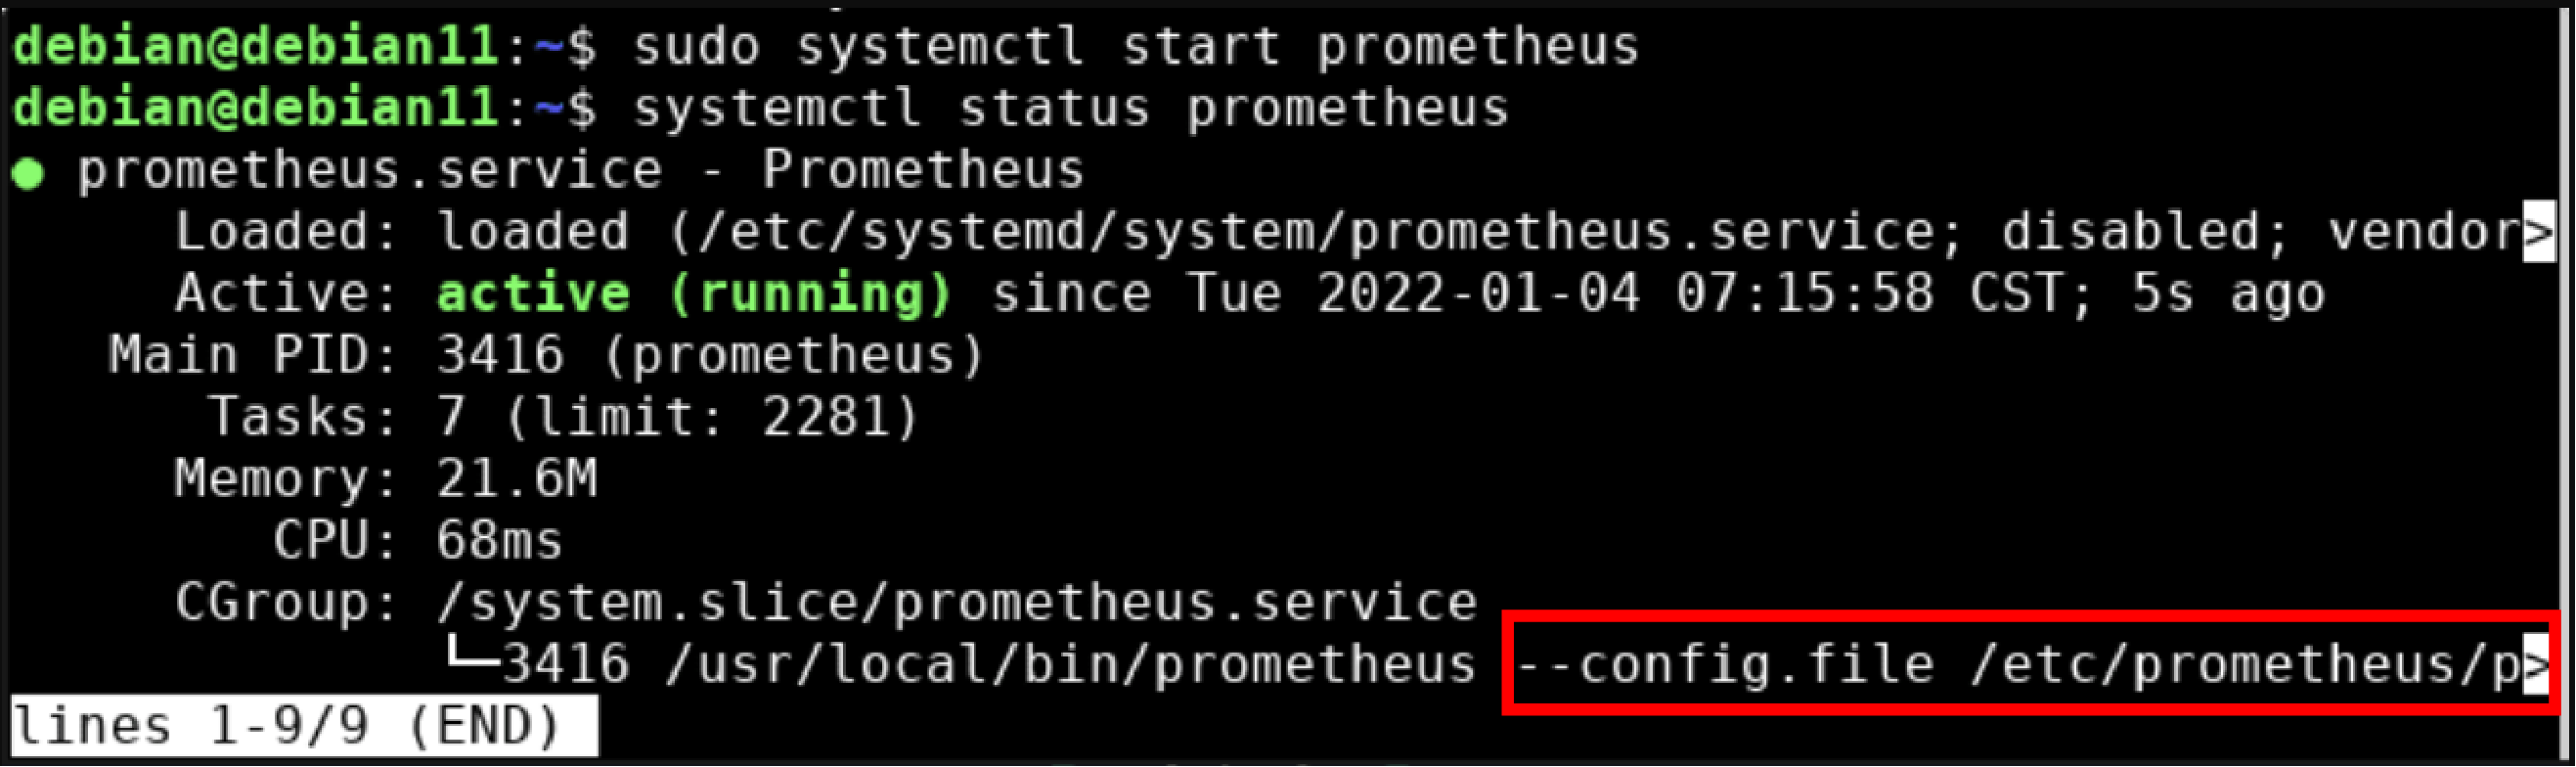 debian@debian11:~$ sudo systemctl start prometheus
debian@debian11:~$ systemctl status prometheus
● prometheus.service - Prometheus
Loaded: loaded (/etc/systemd/system/prometheus.service; disabled; vendor>
Active: active (running) since Tue 2022-01-04 07:15:58 CST; 5s ago
Main PID: 3416 (prometheus)
Tasks: 7 (limit: 2281)
Memory: 21.6M
CPU: 68ms
CGroup: /system.slice/prometheus.service
└─3416 /usr/local/bin/prometheus --config.file /etc/prometheus/p>
lines 1-9/9 (END)